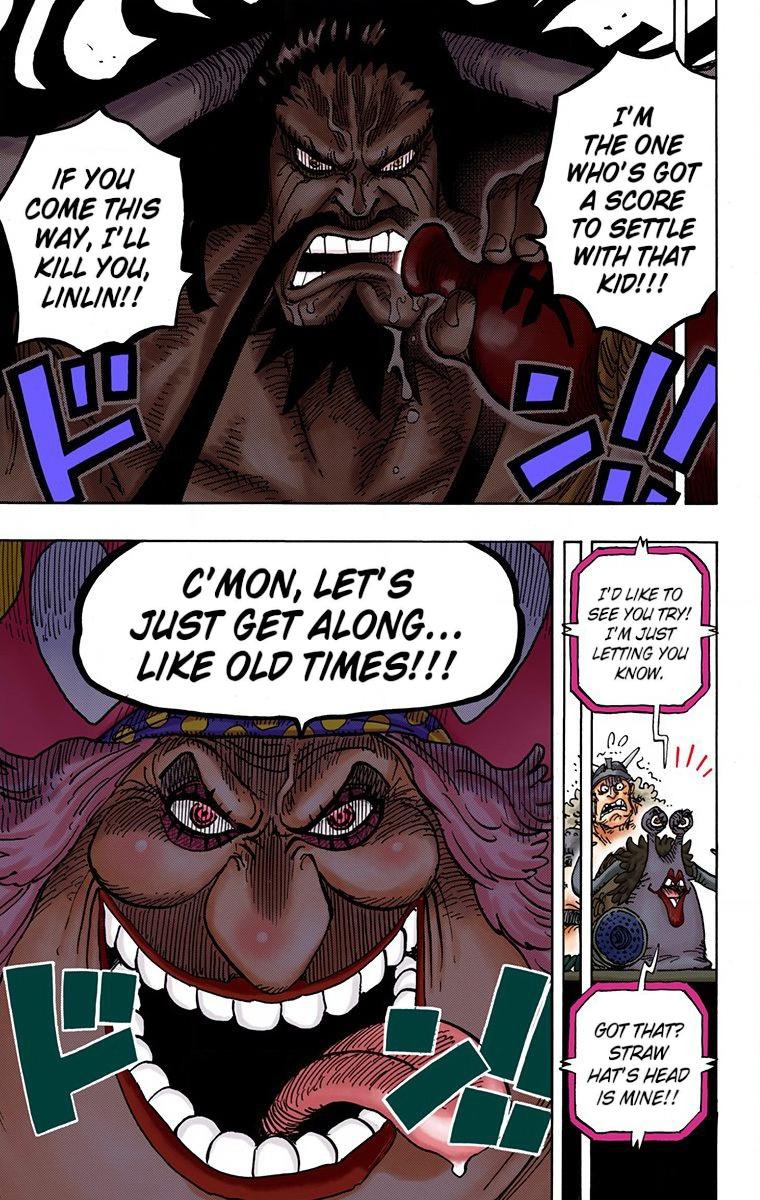 I'M
THE ONE
WHO'S GOT
A SCORE
TO SETTLE
WITH THAT
KID!!!
IF YOU
COME THIS
WAY, I'LL
KILL YOU,
LINLIN!!
ドン!!
I'D LIKE TO
SEE YOU TRY!
I'M JUST
LETTING YOU
KNOW.
GOT THAT?
STRAW
HAT'S HEAD
IS MINE!!
C'MON, LET'S
JUST GET ALONG...
LIKE OLD TIMES!!!
ドン!!